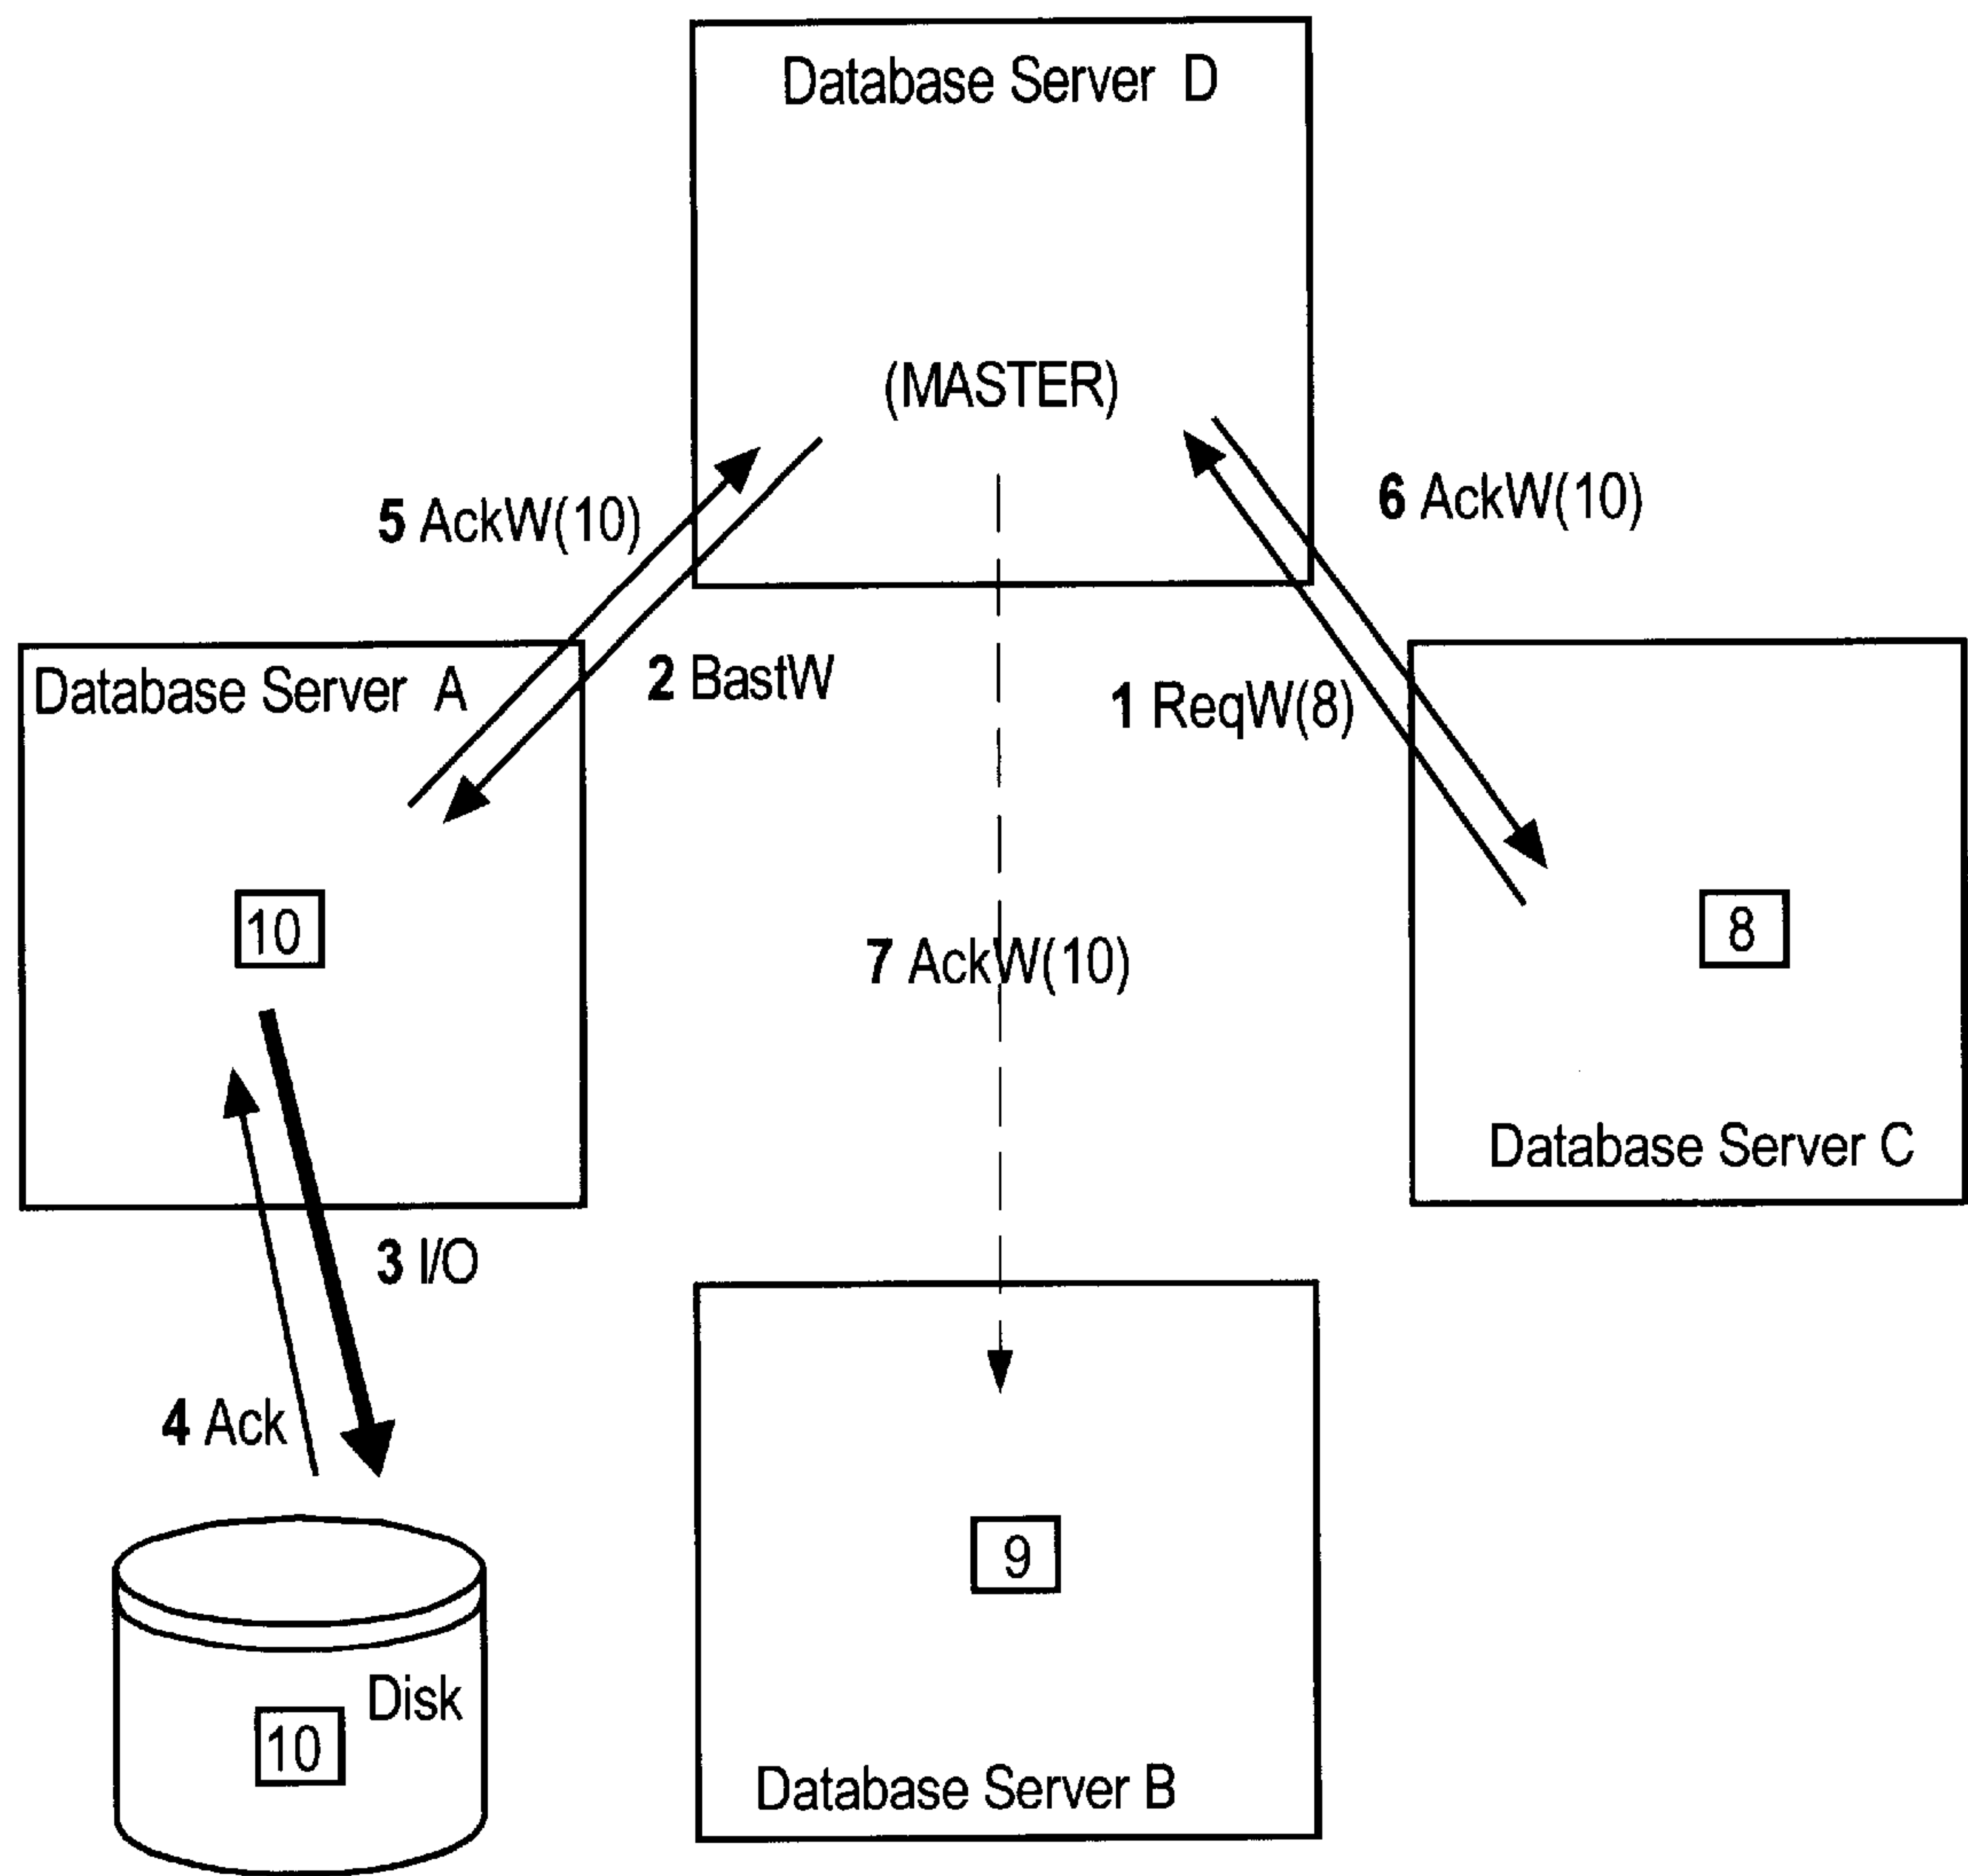 Database Server D
(MASTER)
5 AckW(10)
6 AckW(10)
Database Server A
2 BastW
1 ReqW(8)
10
7 AckW(10)
8
Database Server C
3 I/O
4 Ack
9
Disk
10
Database Server B